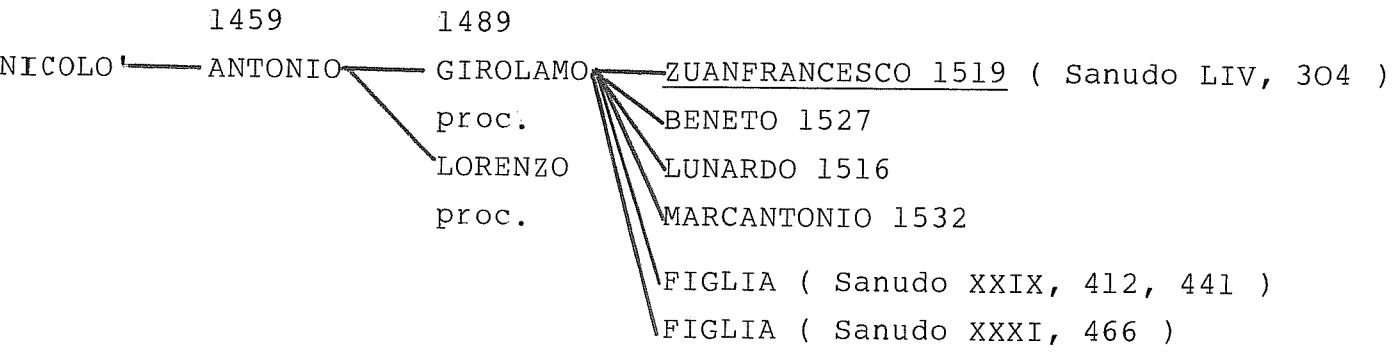 1459 1489
NICOLO' ANTONIO GIROLAMO ZUANFRANCESCO 1519 ( Sanudo LIV, 304 )
proc. BENETO 1527
LORENZO LUNARDO 1516
proc. MARCANTONIO 1532
FIGLIA ( Sanudo XXIX, 412, 441 )
FIGLIA ( Sanudo XXXI, 466 )